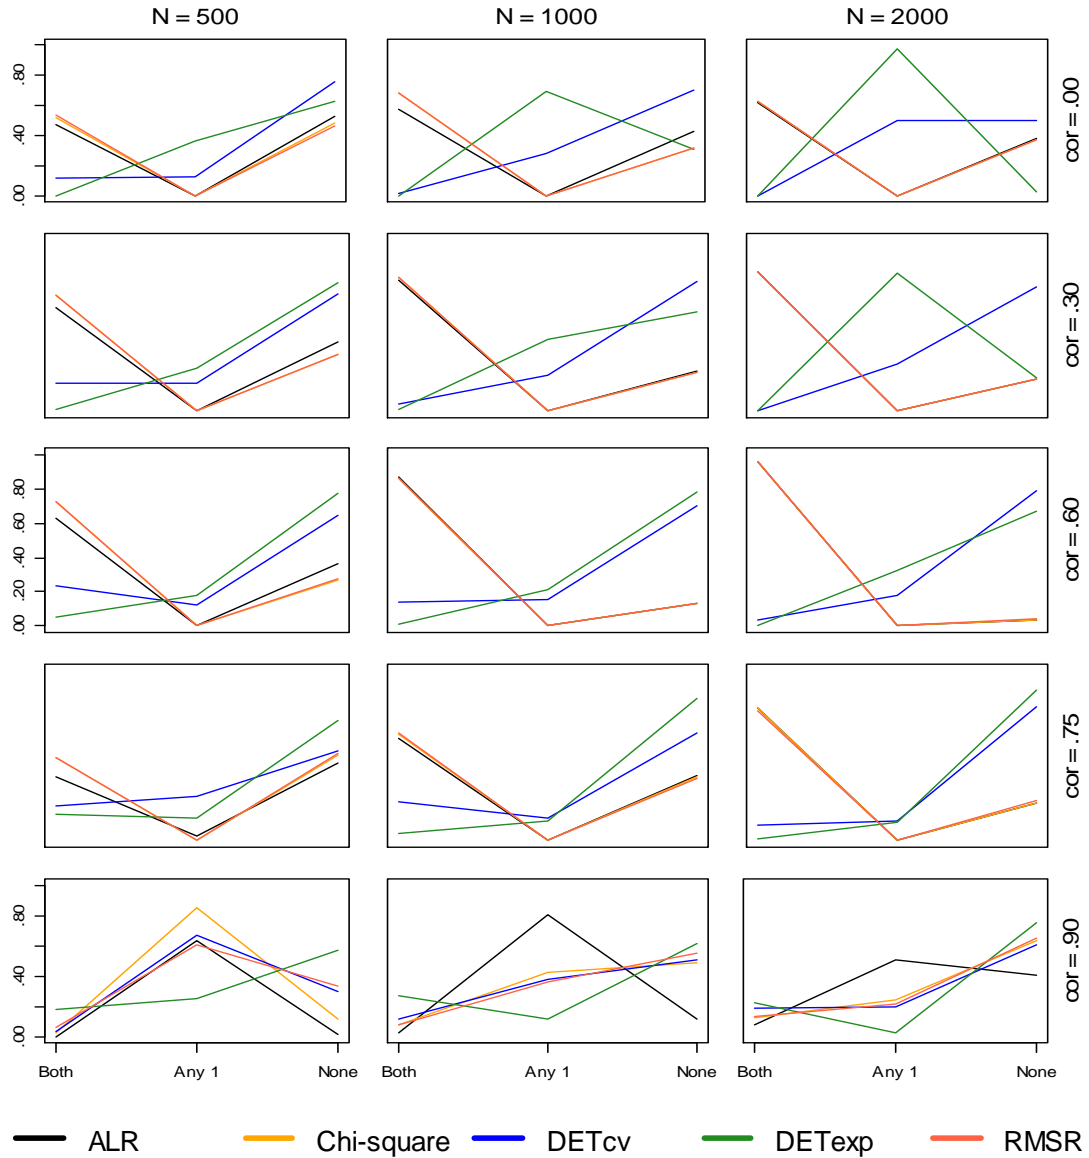 N = 500 N = 1000 N = 2000
.00 .40 .80
cor = .00
cor = .30
.00 .20 .40 .60 .80
cor = .60
cor = .75
.00 .40 .80
cor = .90
Both Any 1 None Both Any 1 None Both Any 1 None
ALR Chi-square DETcv DETexp RMSR